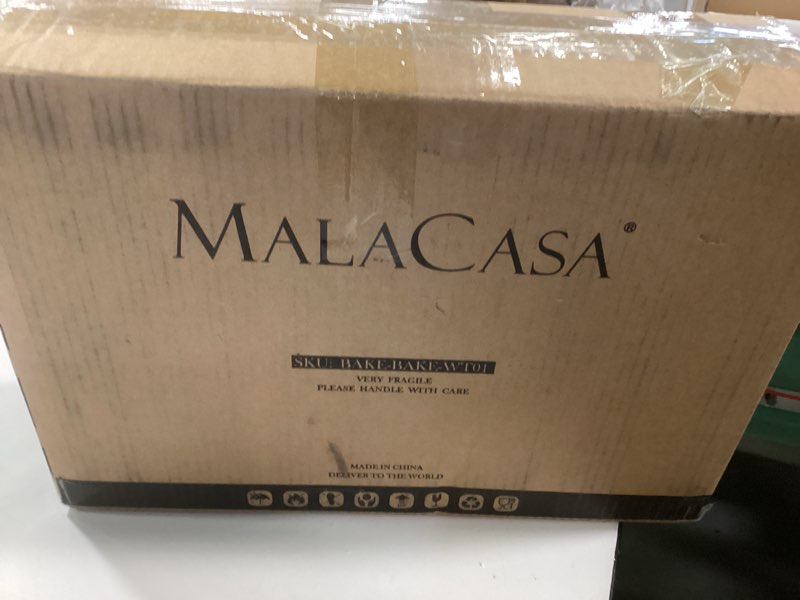 MALACASA®
SKU: BAKE-BAKE-WT01
VERY FRAGILE
PLEASE HANDLE WITH CARE
MADE IN CHINA
DELIVER TO THE WORLD